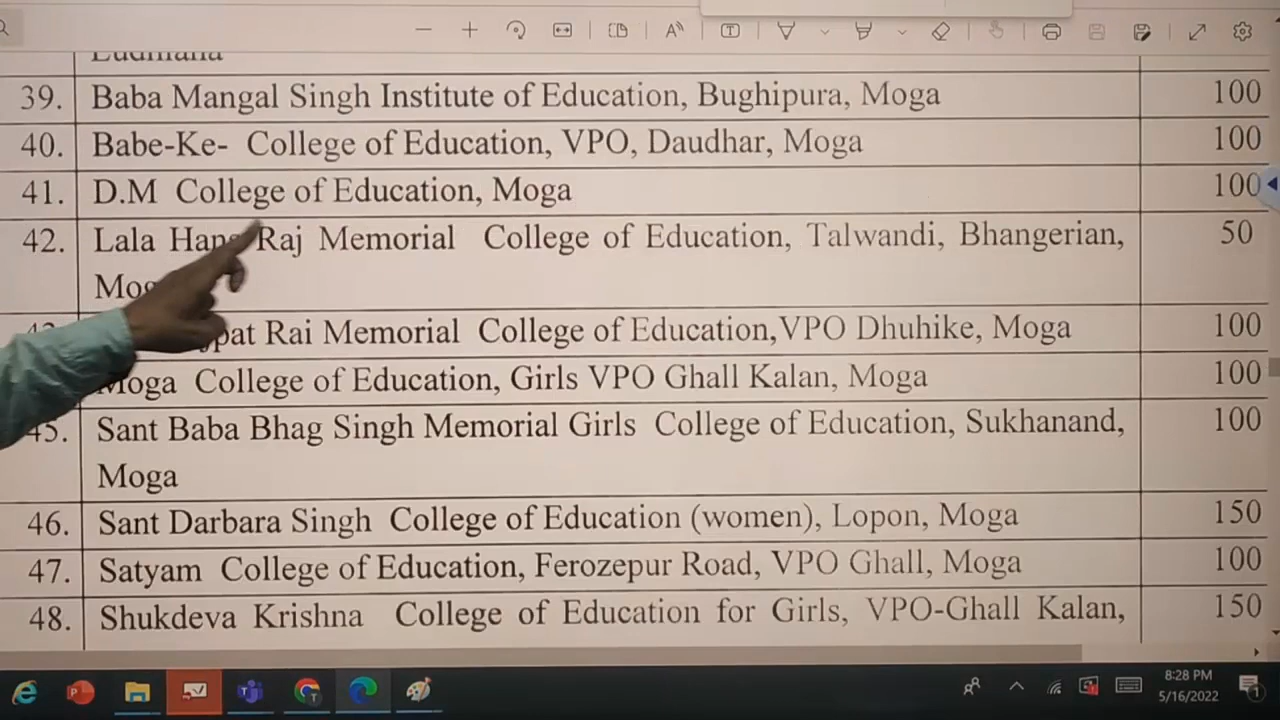 39. Baba Mangal Singh Institute of Education, Bughipura, Moga 100
40. Babe-Ke- College of Education, VPO, Daudhar, Moga 100
41. D.M College of Education, Moga 100
42. Lala Raj Memorial College of Education, Talwandi, Bhangerian, 50
Rai Memorial College of Education,VPO Dhuhike, Moga 100
Moga College of Education, Girls VPO Ghall Kalan, Moga 100
45. Sant Baba Bhag Singh Memorial Girls College of Education, Sukhanand, 100
Moga
46. Sant Darbara Singh College of Education (women), Lopon, Moga 150
47. Satyam College of Education, Ferozepur Road, VPO Ghall, Moga 100
48. Shukdeva Krishna College of Education for Girls, VPO-Ghall Kalan, 150
8:28 PM
5/16/2022